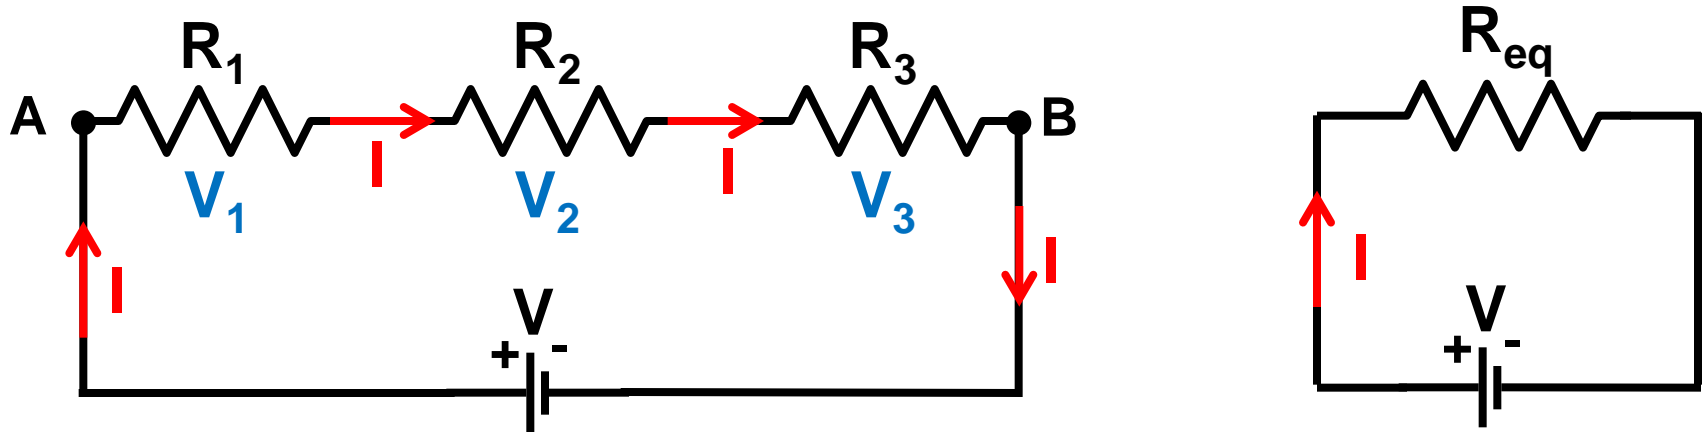 R1 R2 R3 Req
A B
I I
V1 V2 V3
I I I
V V
+ - + -